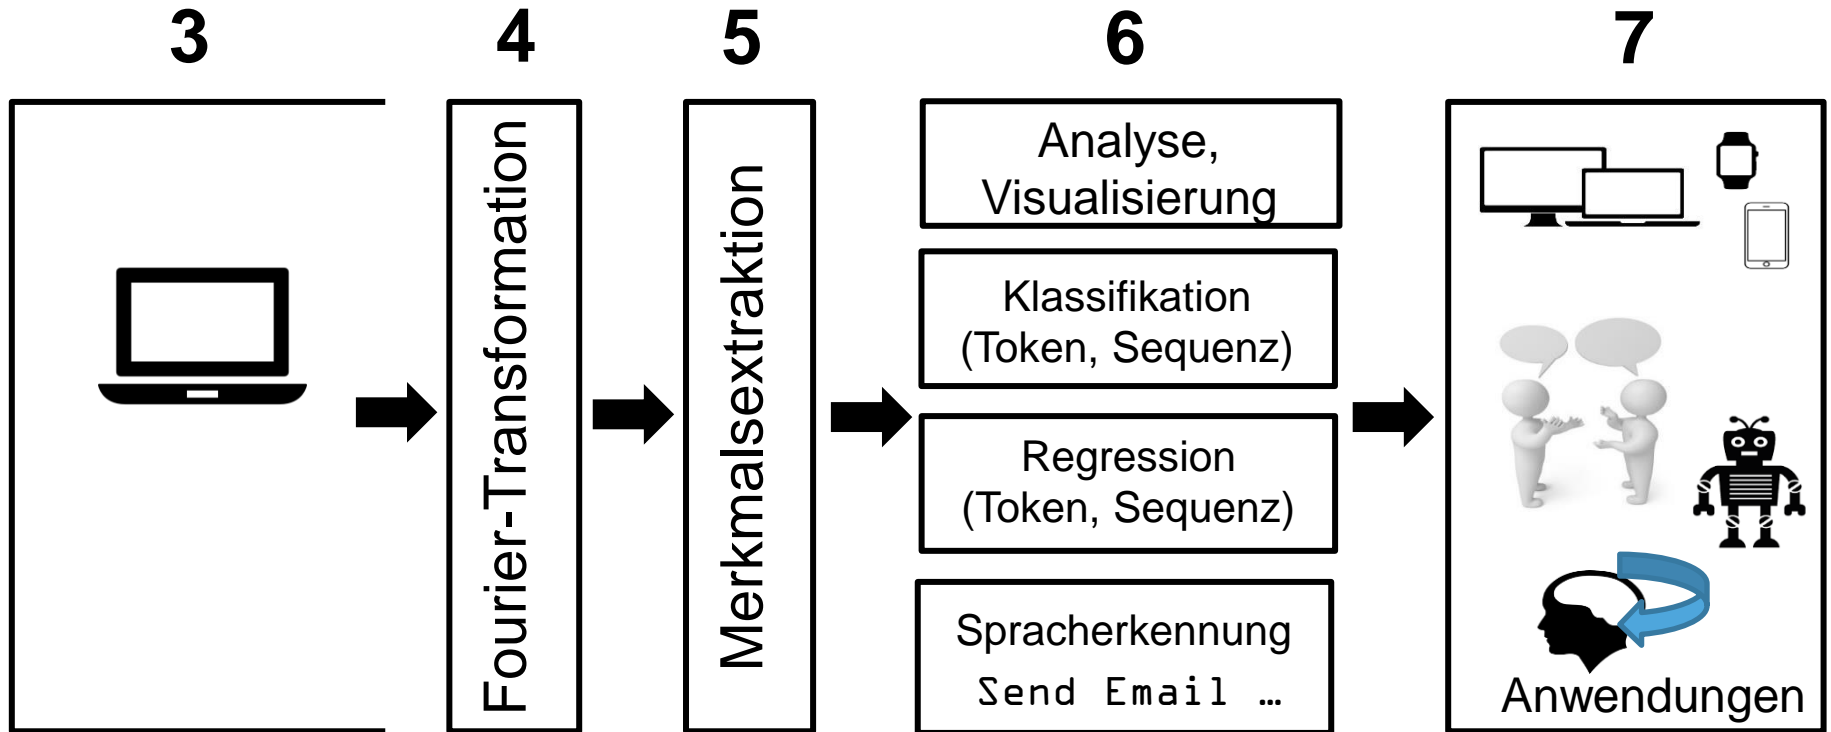 3
4
5
6
7
Fourier-Transformation
Merkmalsextraktion
Analyse,
Visualisierung
Klassifikation
(Token, Sequenz)
Regression
(Token, Sequenz)
Spracherkennung
Send Email …
Anwendungen